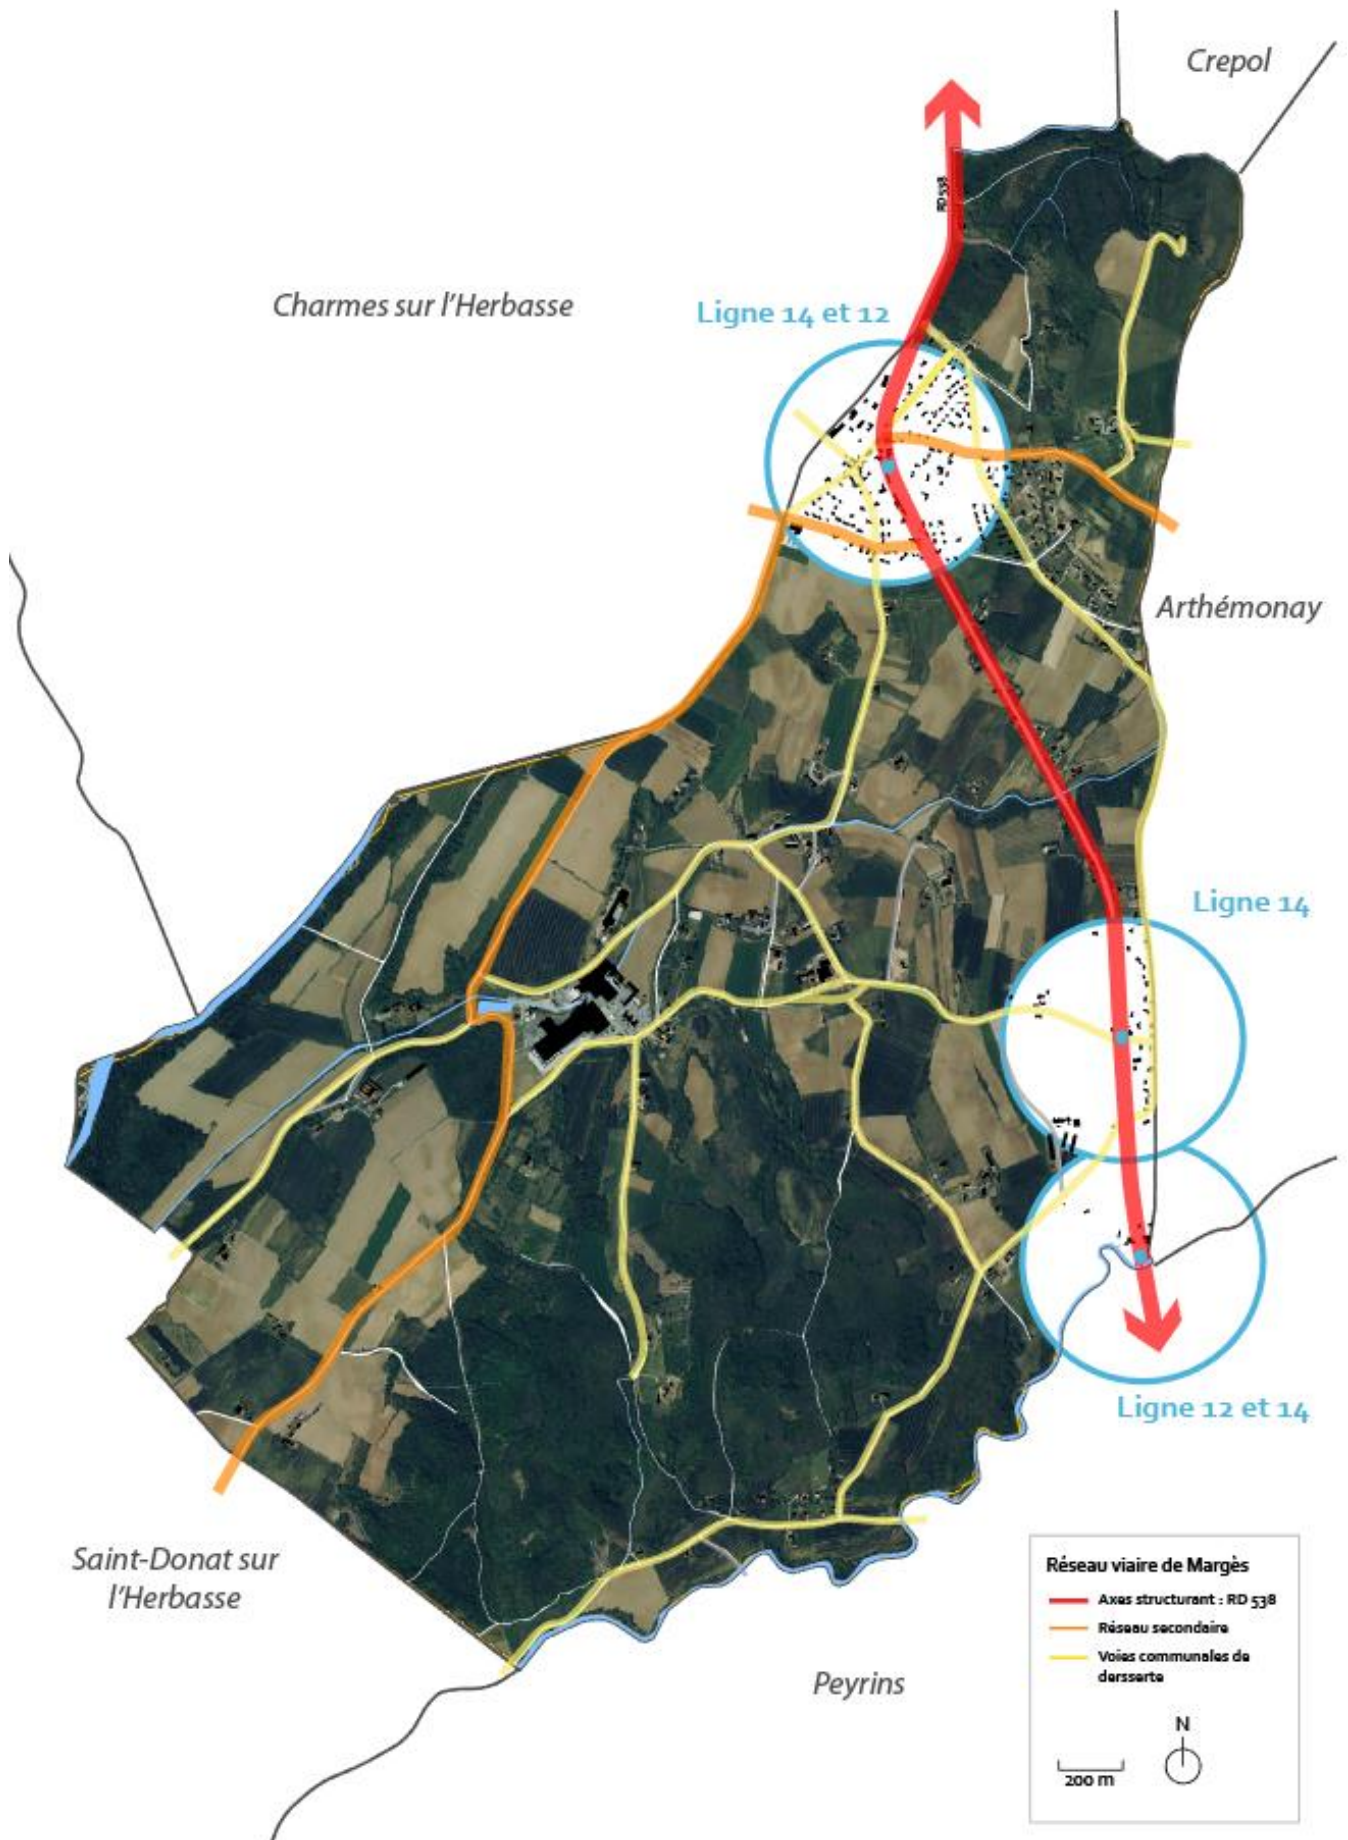 Crepol
RD 538
Charmes sur l'Herbasse
Ligne 14 et 12
Arthémonay
Ligne 14
Ligne 12 et 14
Saint-Donat sur
l'Herbasse
Peyrins
Réseau viaire de Margès
Axes structurant : RD 538
Réseau secondaire
Voies communales de
dersserte
N
200 m